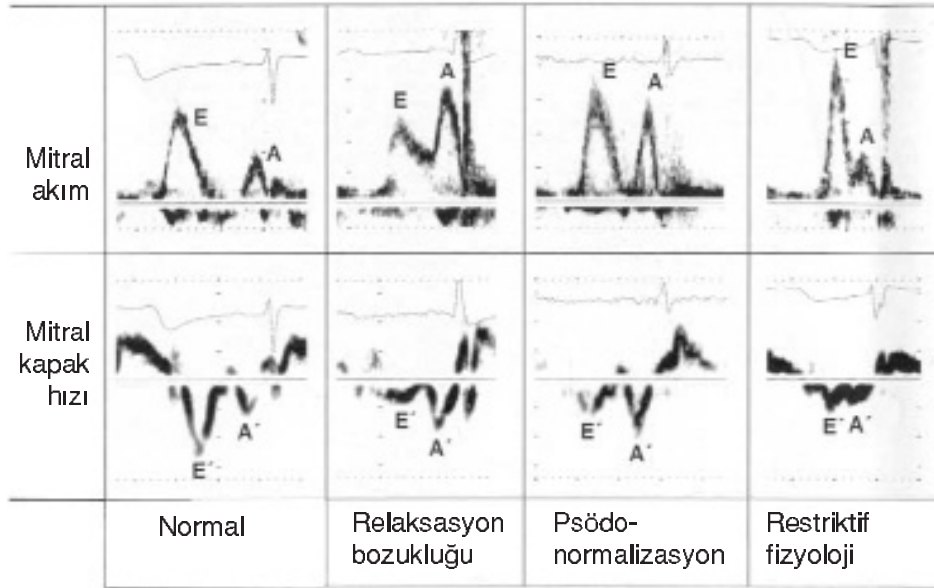 Mitral
akım
E
A
E
A
E
A
E
A
Mitral
kapak
hızı
E´
A´
E´
A´
E´
A´
E´ A´
Normal
Relaksasyon
bozukluğu
Psödo-
normalizasyon
Restriktif
fizyoloji